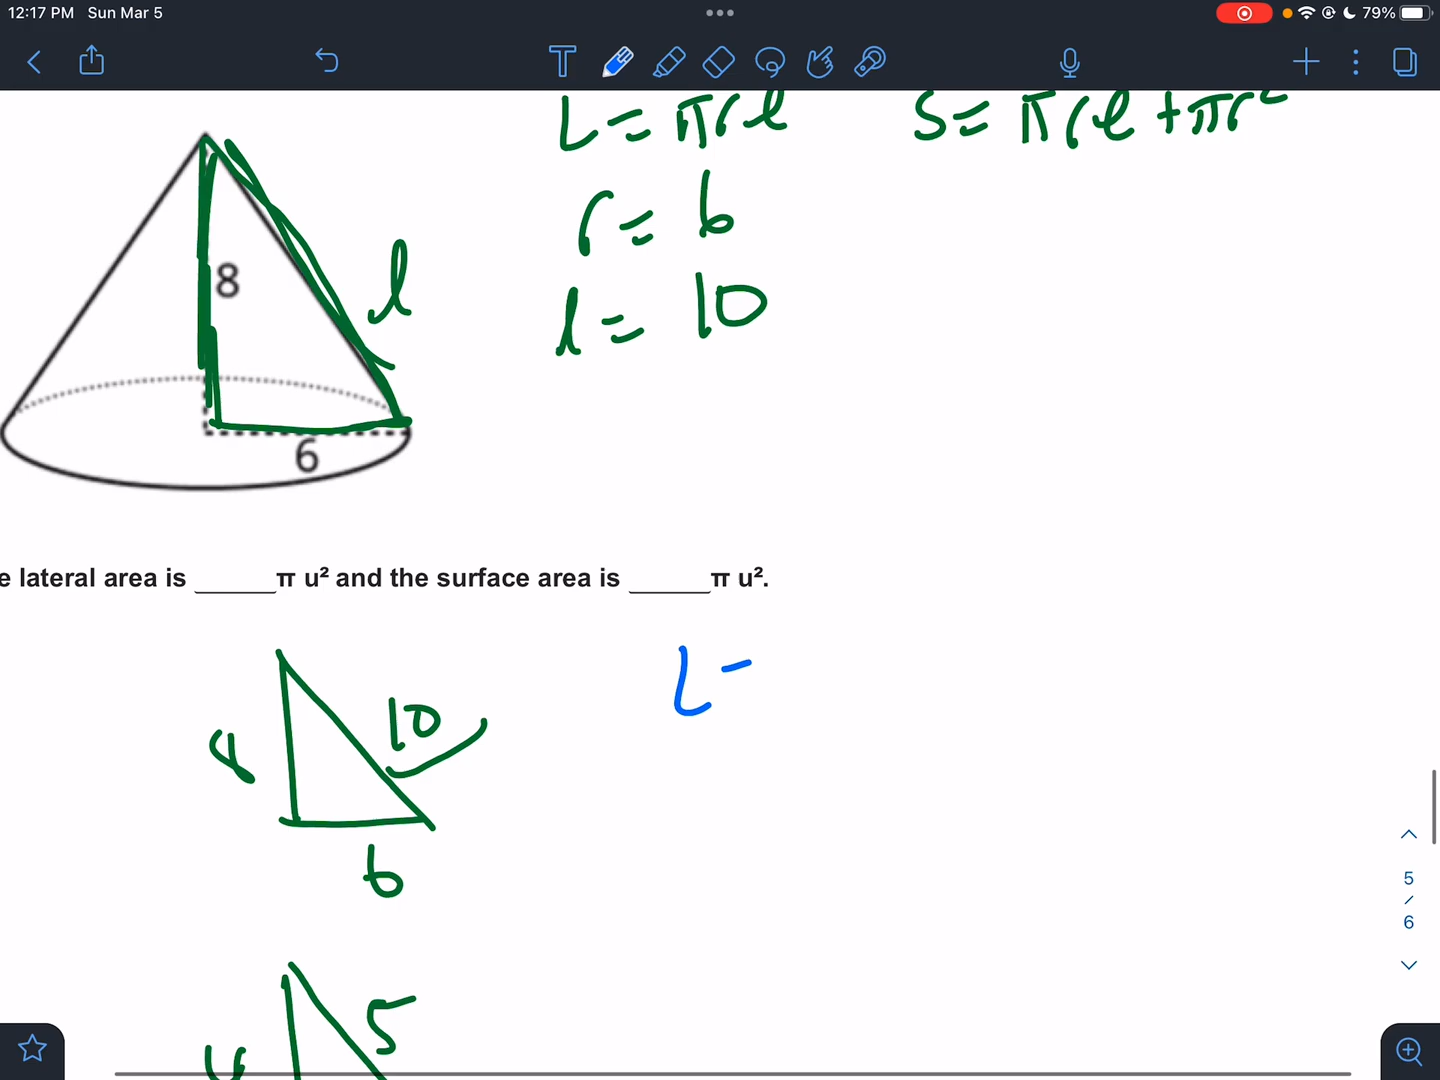 12:17 PM Sun Mar 5
79%
T
L = πrl
S = πrl + πr²
r = 6
l = 10
8
l
6
e lateral area is ______π u² and the surface area is ______π u².
L -
8
10
6
5
4
5
/
6